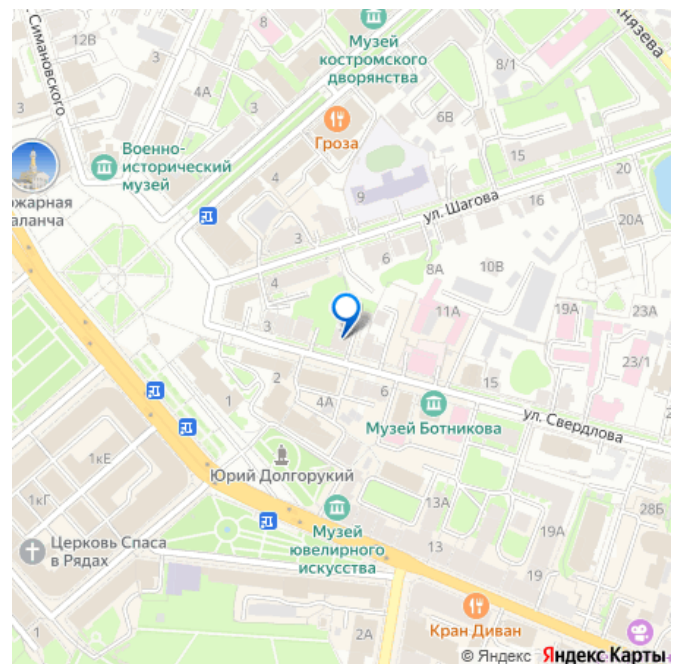 Симановского
12В
3
4А
3
Военно-
исторический
музей
ожарная
аланча
8
Музей
костромского
дворянства
Гроза
4
8/1
Князева
6В
15
20
9
ул. Шагова
16
20А
3
6
8А
10В
4
3
11А
19А
23А
23/1
2
4А
6
15
1
Музей Ботникова
ул. Свердлова
2
1кЕ
1кГ
Юрий Долгорукий
Церковь Спаса
в Рядах
Музей
ювелирного
искусства
13А
13
19А
28Б
19
Кран Диван
1
2А
© Яндекс Яндекс Карты